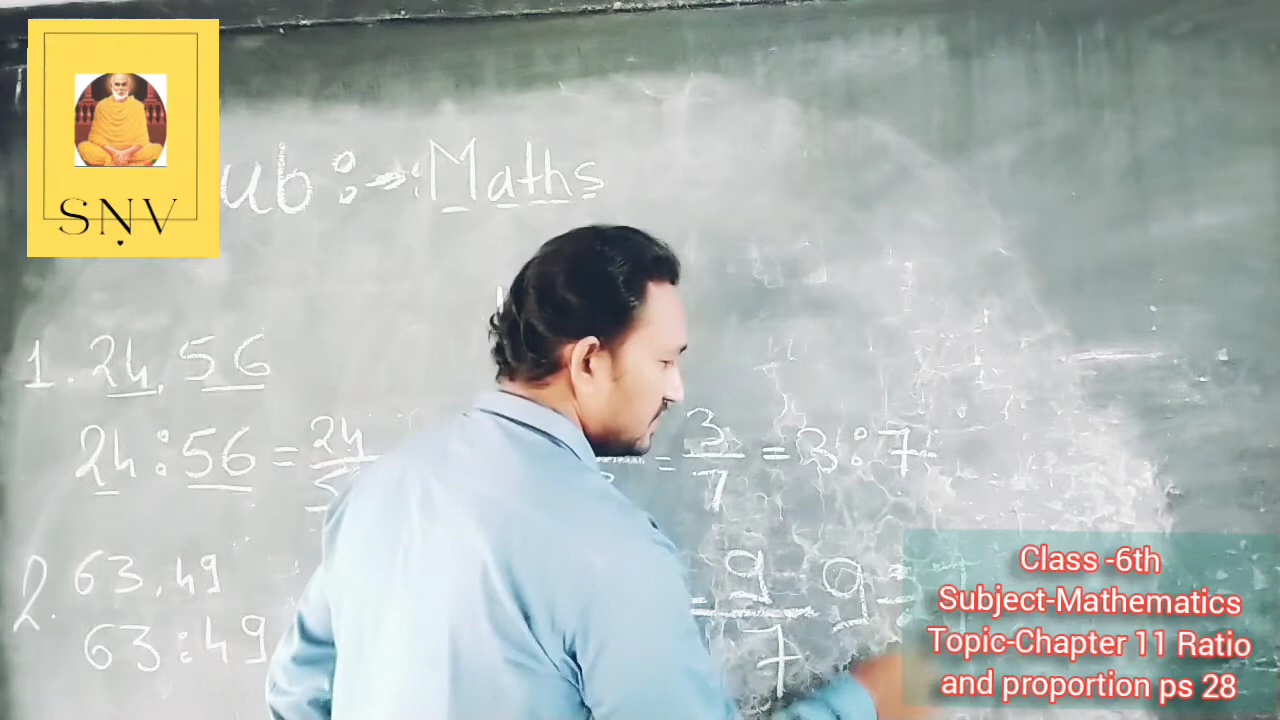 SNV
ub :-: Maths
1. 24, 56
24 : 56 = 24 = 3/7 = 3 : 7
2. 63, 49
63 : 49 9/7 9 :
Class -6th
Subject-Mathematics
Topic-Chapter 11 Ratio
and proportion ps 28